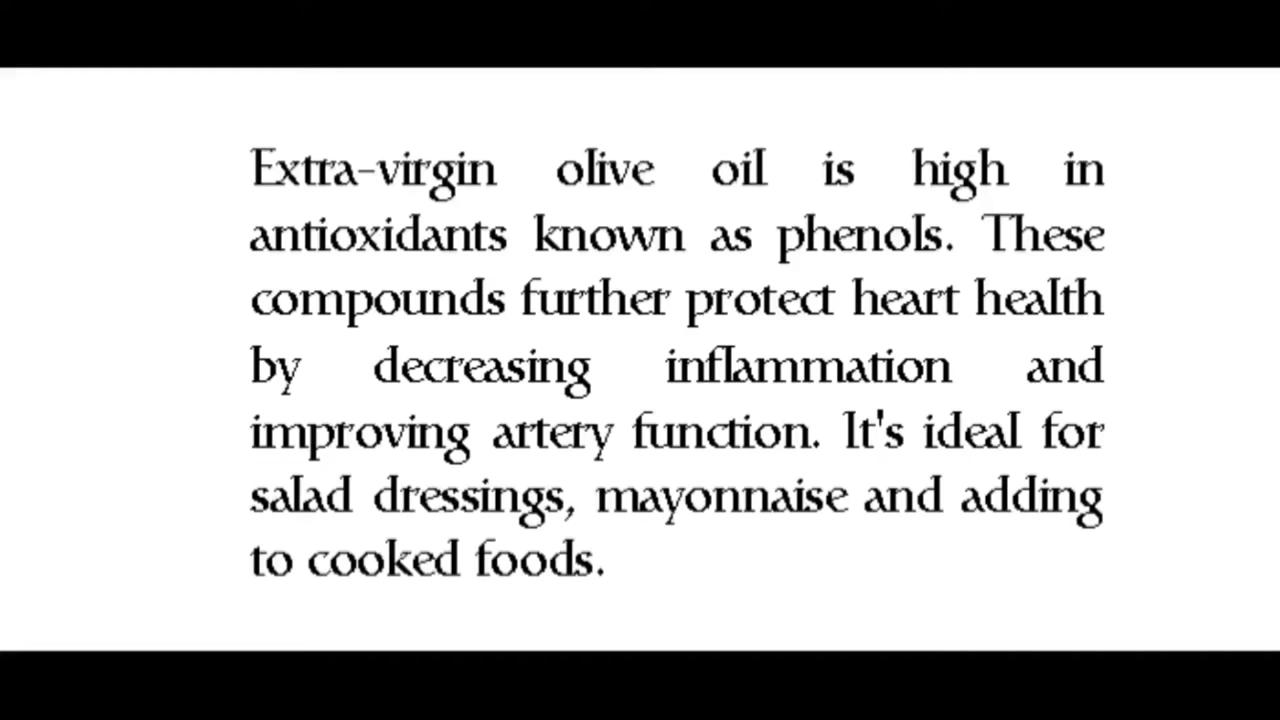 Extra-virgin olive oil is high in
antioxidants known as phenols. These
compounds further protect heart health
by decreasing inflammation and
improving artery function. It's ideal for
salad dressings, mayonnaise and adding
to cooked foods.